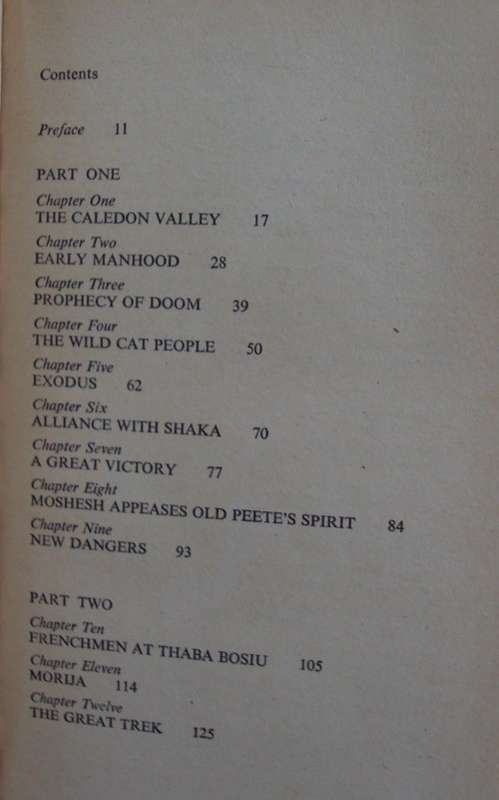 Contents
Preface 11
PART ONE
Chapter One
THE CALEDON VALLEY 17
Chapter Two
EARLY MANHOOD 28
Chapter Three
PROPHECY OF DOOM 39
Chapter Four
THE WILD CAT PEOPLE 50
Chapter Five
EXODUS 62
Chapter Six
ALLIANCE WITH SHAKA 70
Chapter Seven
A GREAT VICTORY 77
Chapter Eight
MOSHESH APPEASES OLD PEETE'S SPIRIT 84
Chapter Nine
NEW DANGERS 93
PART TWO
Chapter Ten
FRENCHMEN AT THABA BOSIU 105
Chapter Eleven
MORIJA 114
Chapter Twelve
THE GREAT TREK 125